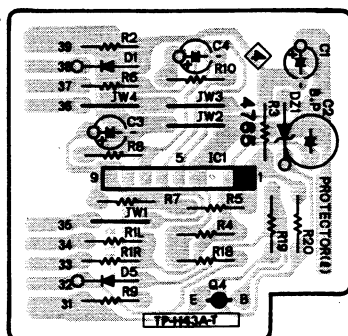 39 R2 C4 C1
38 D1
37 R6 R10
36 JW4 JW3
JW2
C3 R8
4765 R3 DZ1 B.P C2
9 5 IC1 1
R7 R5
35 JW1
34 R1L R4
33 R1R R18
R19 R20
PROTECTOR(1)
32 D5
31 R9
E Q4 B
TP-1163A-T